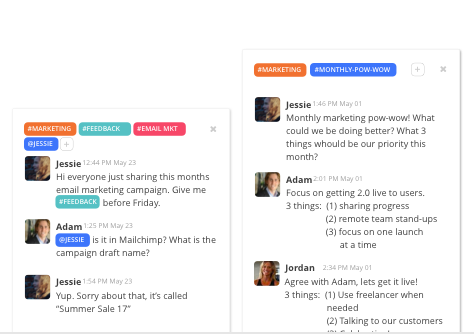 #MARKETING #FEEDBACK #EMAIL MKT
@JESSIE +
Jessie 12:44 PM May 23
Hi everyone just sharing this months
email marketing campaign. Give me
#FEEDBACK before Friday.
Adam 1:25 PM May 23
@JESSIE is it in Mailchimp? What is the
campaign draft name?
Jessie 1:54 PM May 23
Yup. Sorry about that, it's called
"Summer Sale 17"
#MARKETING #MONTHLY-POW-WOW +
Jessie 1:46 PM May 01
Monthly marketing pow-wow! What
could we be doing better? What 3
things whould be our priority this
month?
Adam 2:01 PM May 01
Focus on getting 2.0 live to users.
3 things: (1) sharing progress
(2) remote team stand-ups
(3) focus on one launch
at a time
Jordan 2:34 PM May 01
Agree with Adam, lets get it live!
3 things: (1) Use freelancer when
needed
(2) Talking to our customers